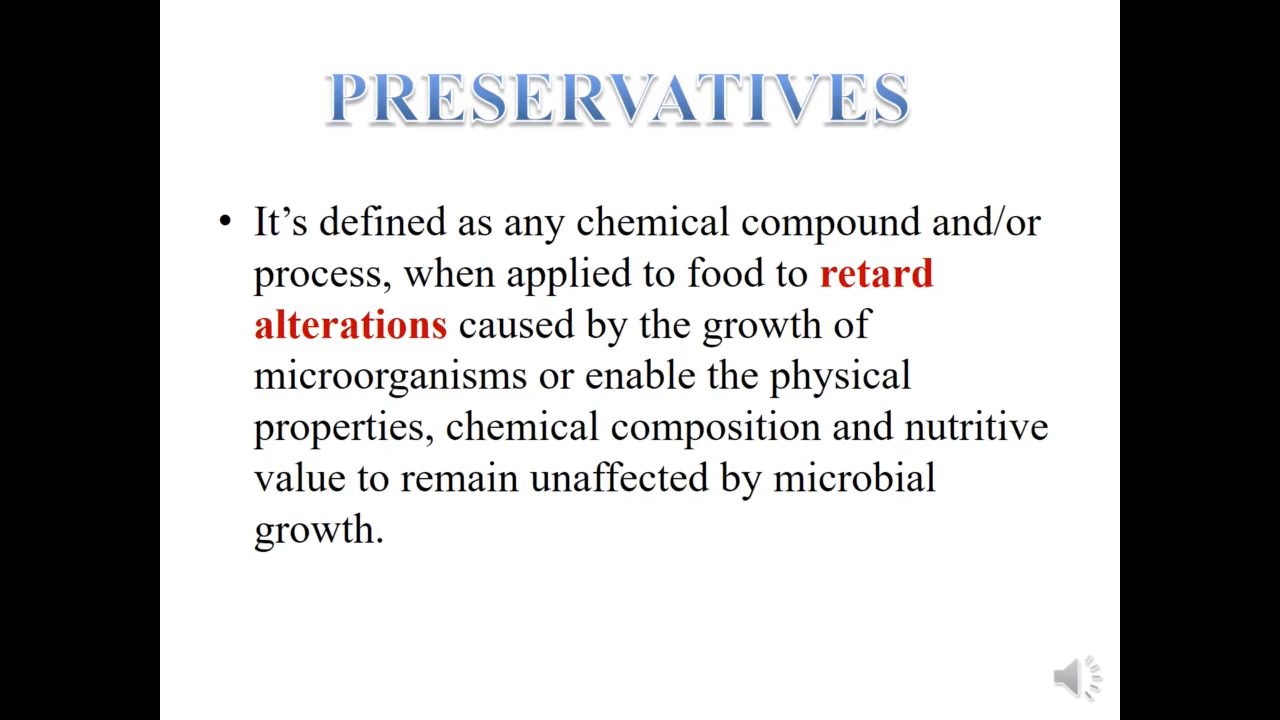 PRESERVATIVES
• It’s defined as any chemical compound and/or
process, when applied to food to retard
alterations caused by the growth of
microorganisms or enable the physical
properties, chemical composition and nutritive
value to remain unaffected by microbial
growth.